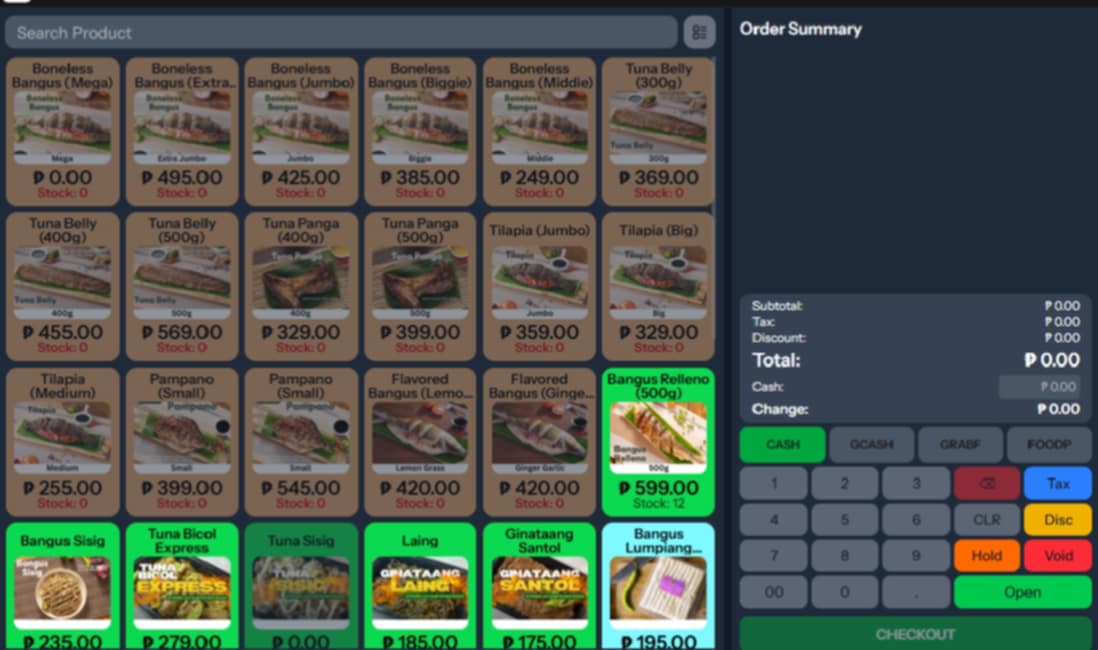 Search Product
Order Summary
Boneless Bangus (Mega)
Boneless Bangus
Mega
₱ 0.00
Stock: 0
Boneless Bangus (Extra...
Boneless Bangus
Extra Jumbo
₱ 495.00
Stock: 0
Boneless Bangus (Jumbo)
Boneless Bangus
Jumbo
₱ 425.00
Stock: 0
Boneless Bangus (Biggie)
Boneless Bangus
Biggie
₱ 385.00
Stock: 0
Boneless Bangus (Middie)
Boneless Bangus
Middie
₱ 249.00
Stock: 0
Tuna Belly (300g)
Tuna Belly
300g
₱ 369.00
Stock: 0
Tuna Belly (400g)
Tuna Belly
400g
₱ 455.00
Stock: 0
Tuna Belly (500g)
Tuna Belly
500g
₱ 569.00
Stock: 0
Tuna Panga (400g)
Tuna Panga
400g
₱ 329.00
Stock: 0
Tuna Panga (500g)
Tuna Panga
500g
₱ 399.00
Stock: 0
Tilapia (Jumbo)
Tilapia
Jumbo
₱ 359.00
Stock: 0
Tilapia (Big)
Tilapia
Big
₱ 329.00
Stock: 0
Tilapia (Medium)
Tilapia
Medium
₱ 255.00
Stock: 0
Pampano (Small)
Pampano
Small
₱ 399.00
Stock: 0
Pampano (Small)
Pampano
Small
₱ 545.00
Stock: 0
Flavored Bangus (Lemo...
Lemon Grass
₱ 420.00
Stock: 0
Flavored Bangus (Ginge...
Ginger Garlic
₱ 420.00
Stock: 0
Bangus Relleno (500g)
Bangus Relleno
500g
₱ 599.00
Stock: 12
Bangus Sisig
Bangus Sisig
₱ 235.00
Tuna Bicol Express
TUNA BICOL EXPRESS
₱ 279.00
Tuna Sisig
TUNA
₱ 0.00
Laing
GINATAANG LAING
₱ 185.00
Ginataang Santol
GINATAANG SANTOL
₱ 175.00
Bangus Lumpiang...
₱ 195.00
Subtotal: ₱ 0.00
Tax: ₱ 0.00
Discount: ₱ 0.00
Total: ₱ 0.00
Cash: ₱ 0.00
Change: ₱ 0.00
CASH GCASH GRABF FOODP
1 2 3 ⌫ Tax
4 5 6 CLR Disc
7 8 9 Hold Void
00 0 . Open
CHECKOUT